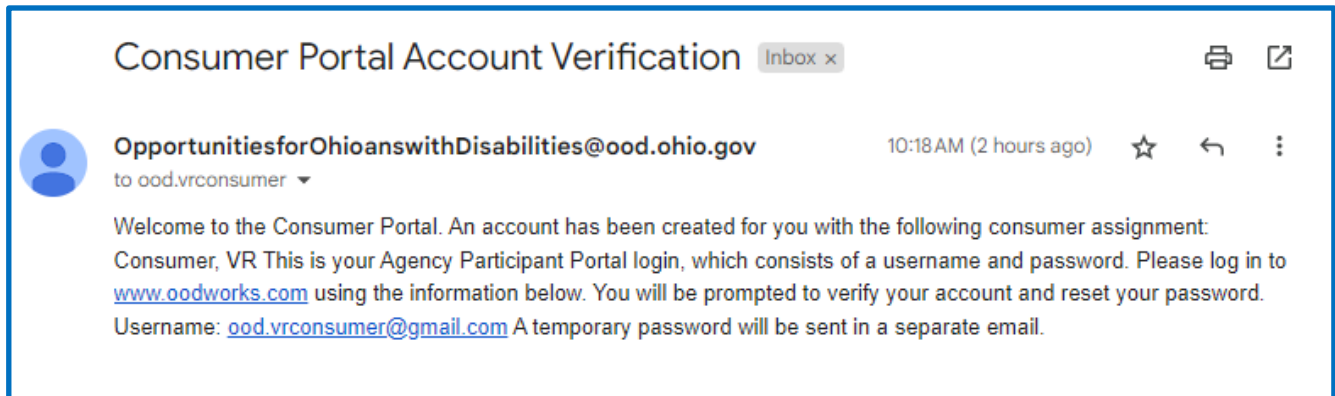 Consumer Portal Account Verification Inbox x
OpportunitiesforOhioanswithDisabilities@ood.ohio.gov 10:18 AM (2 hours ago)
to ood.vrconsumer
Welcome to the Consumer Portal. An account has been created for you with the following consumer assignment:
Consumer, VR This is your Agency Participant Portal login, which consists of a username and password. Please log in to
www.oodworks.com using the information below. You will be prompted to verify your account and reset your password.
Username: ood.vrconsumer@gmail.com A temporary password will be sent in a separate email.